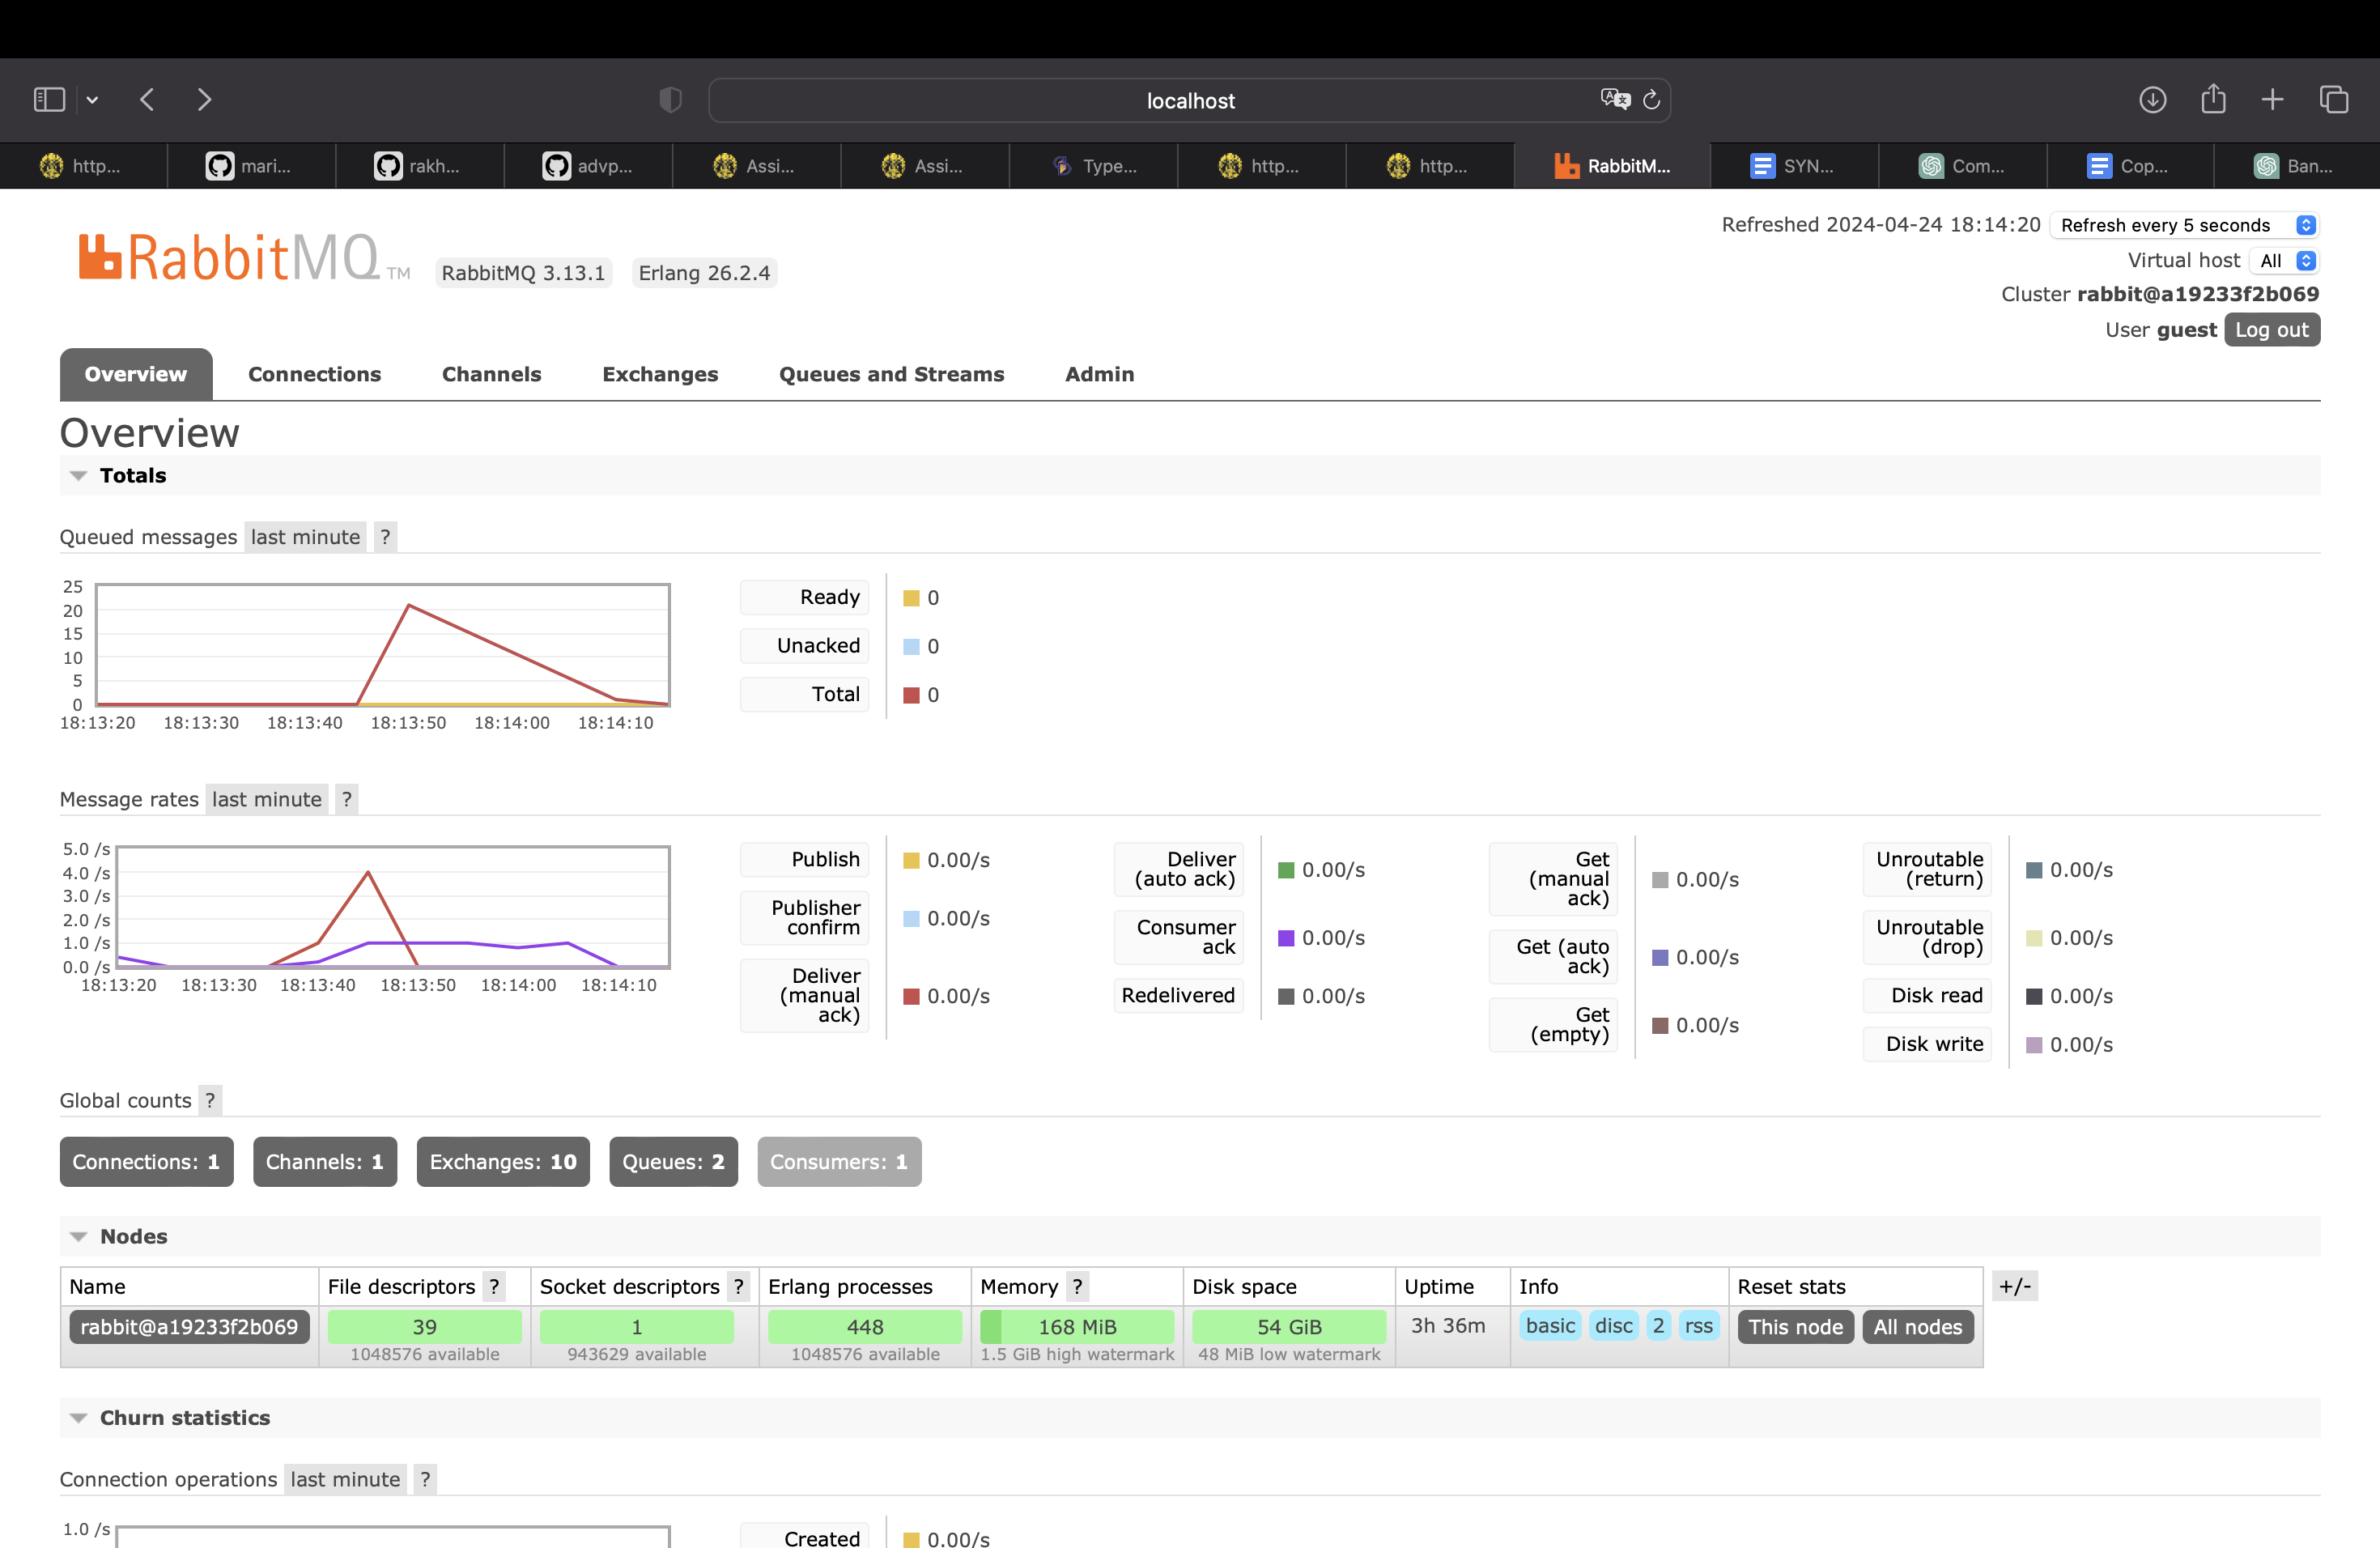 localhost
http...
mari...
rakh...
advp...
Assi...
Assi...
Type...
http...
http...
RabbitM...
SYN...
Com...
Cop...
Ban...
Refreshed 2024-04-24 18:14:20 Refresh every 5 seconds
RabbitMQ TM RabbitMQ 3.13.1 Erlang 26.2.4
Virtual host All
Cluster rabbit@a19233f2b069
User guest Log out
Overview Connections Channels Exchanges Queues and Streams Admin
Overview
Totals
Queued messages last minute ?
25
20
15
10
5
0
18:13:20 18:13:30 18:13:40 18:13:50 18:14:00 18:14:10
Ready 0
Unacked 0
Total 0
Message rates last minute ?
5.0 /s
4.0 /s
3.0 /s
2.0 /s
1.0 /s
0.0 /s
18:13:20 18:13:30 18:13:40 18:13:50 18:14:00 18:14:10
Publish 0.00/s
Publisher
confirm 0.00/s
Deliver
(manual
ack) 0.00/s
Deliver
(auto ack) 0.00/s
Consumer
ack 0.00/s
Redelivered 0.00/s
Get
(manual
ack) 0.00/s
Get (auto
ack) 0.00/s
Get
(empty) 0.00/s
Unroutable
(return) 0.00/s
Unroutable
(drop) 0.00/s
Disk read 0.00/s
Disk write 0.00/s
Global counts ?
Connections: 1 Channels: 1 Exchanges: 10 Queues: 2 Consumers: 1
Nodes
Name File descriptors ? Socket descriptors ? Erlang processes Memory ? Disk space Uptime Info Reset stats +/-
rabbit@a19233f2b069 39 1 448 168 MiB 54 GiB 3h 36m basic disc 2 rss This node All nodes
1048576 available 943629 available 1048576 available 1.5 GiB high watermark 48 MiB low watermark
Churn statistics
Connection operations last minute ?
1.0 /s
Created 0.00/s